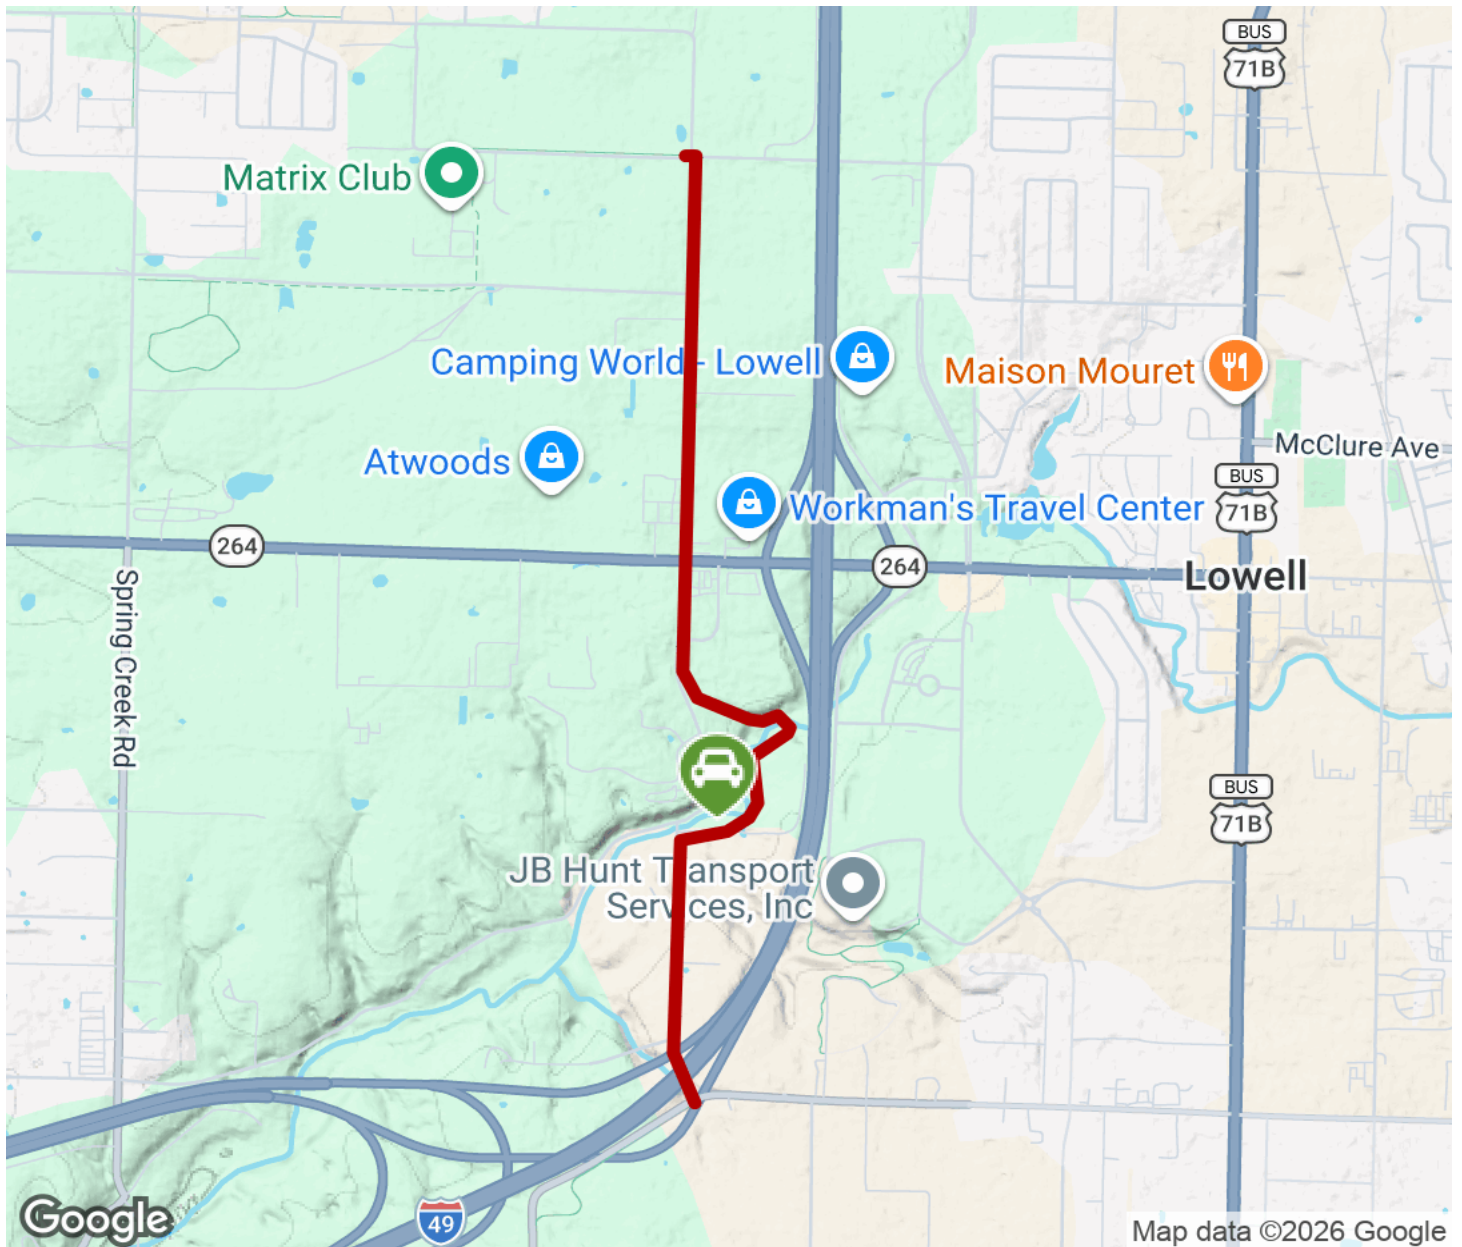 BUS
71B
Matrix Club
Camping World - Lowell
Maison Mouret
McClure Ave
Atwoods
BUS
71B
Workman's Travel Center
264
264
Lowell
Spring Creek Rd
BUS
71B
JB Hunt Transport
Services, Inc
49
Google
Map data ©2026 Google